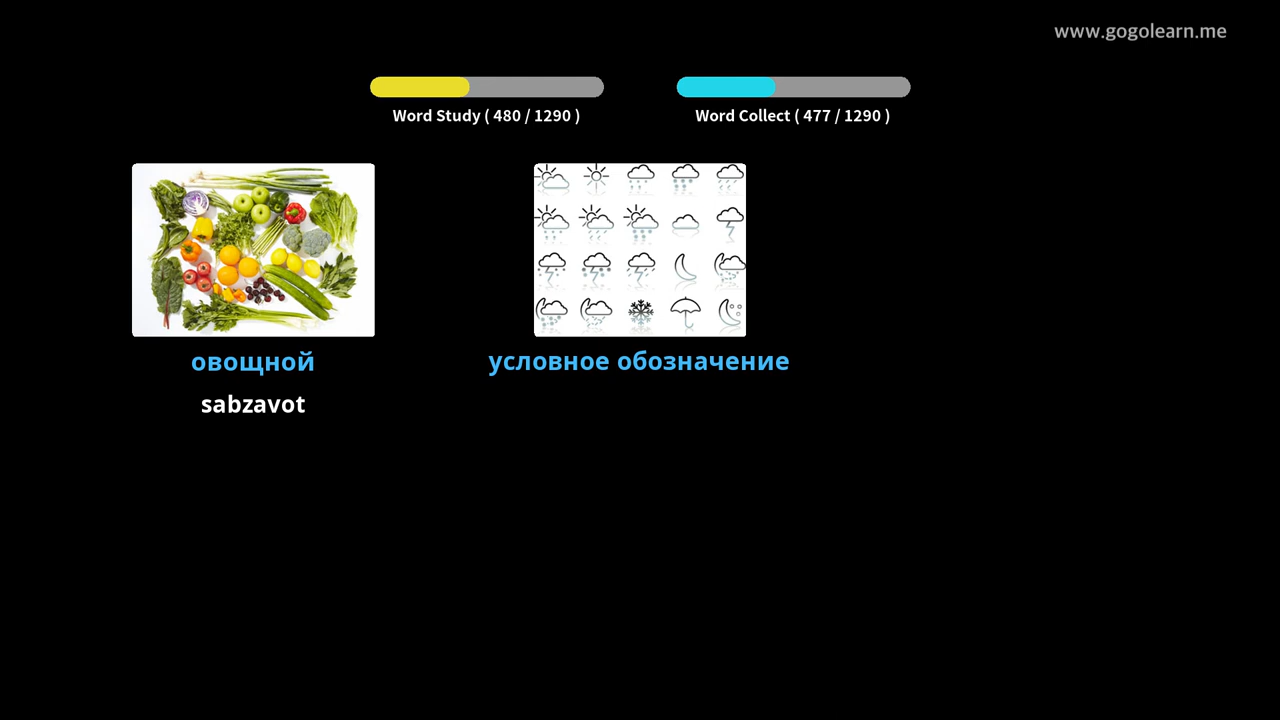 www.gogolearn.me
Word Study ( 480 / 1290 )
Word Collect ( 477 / 1290 )
овощной
условное обозначение
sabzavot